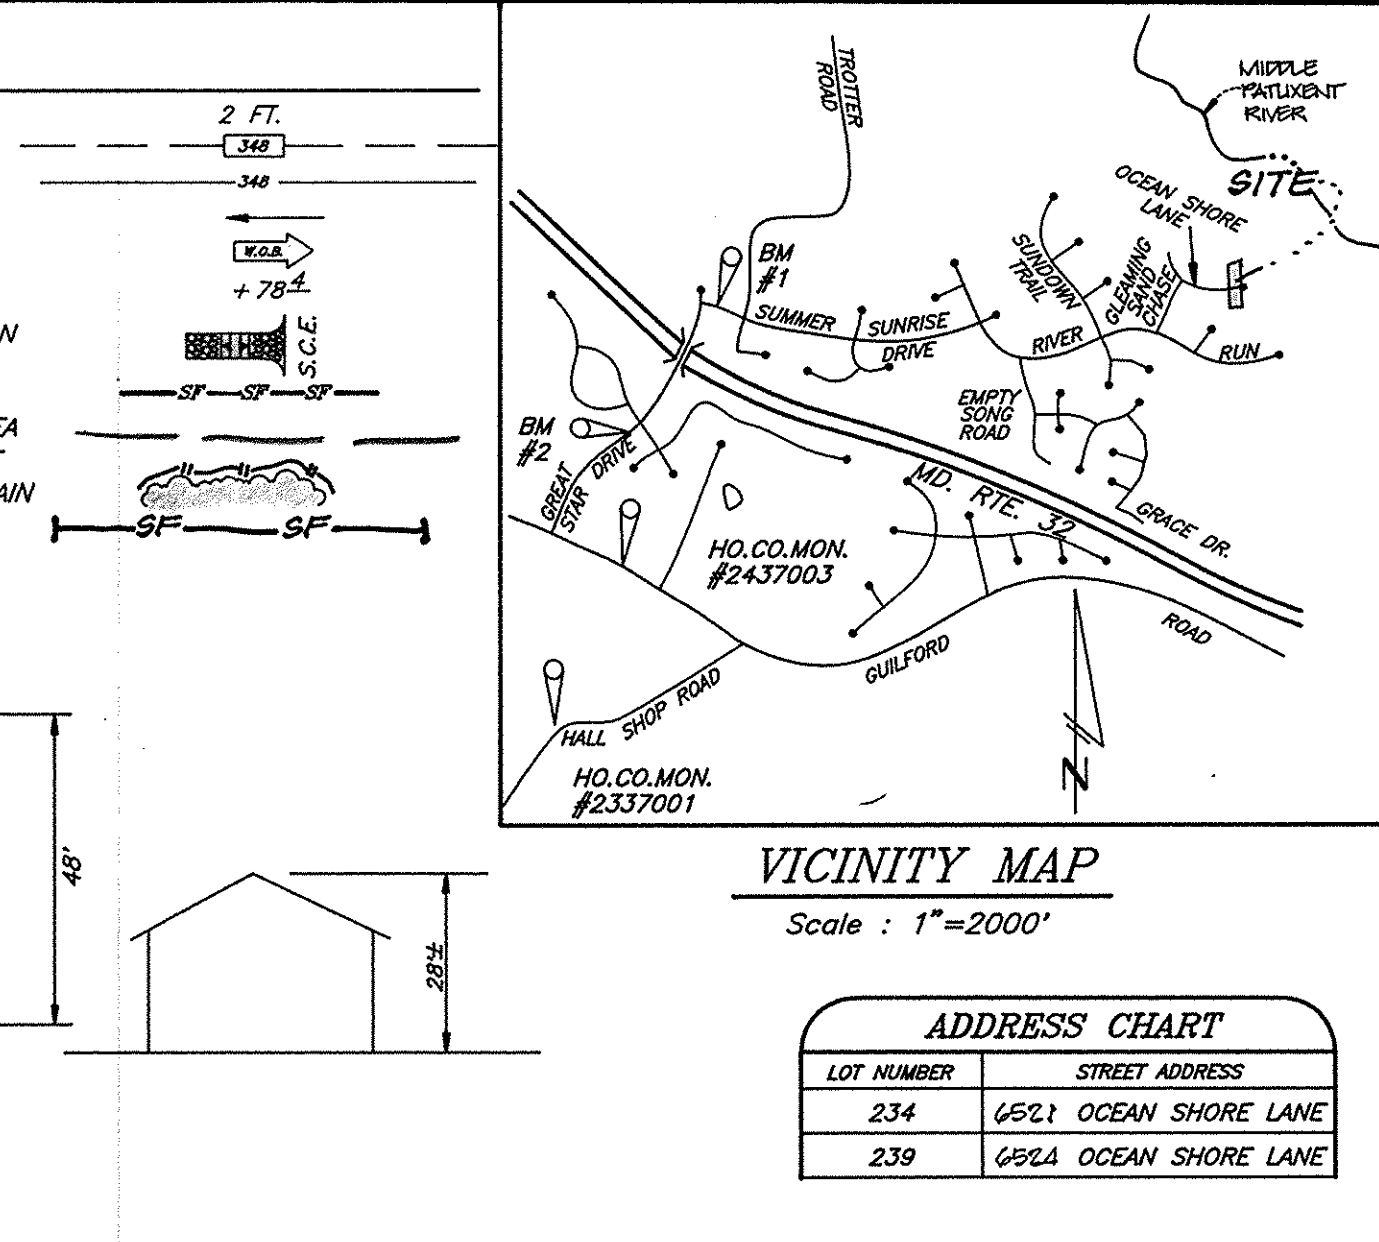 2 FT.
348
348
W.O.B.
+ 78 4
N
S.C.E.
SF SF SF
EA
AIN
SF SF
48'
28'±
TROTTER
ROAD
MIDDLE
PATUXENT
RIVER
SITE
OCEAN SHORE
LANE
SUNDOWN
TRAIL
GLEAMING
SAND
CHASE
BM
#1
SUMMER SUNRISE
DRIVE
RIVER RUN
EMPTY
SONG
ROAD
BM
#2
GREAT
STAR DRIVE
MD. RTE. 32
GRACE DR.
HO.CO.MON.
#2437003
GUILFORD ROAD
HALL SHOP ROAD
HO.CO.MON.
#2337001
N
VICINITY MAP
Scale : 1"=2000'
ADDRESS CHART
LOT NUMBER STREET ADDRESS
234 6521 OCEAN SHORE LANE
239 6524 OCEAN SHORE LANE